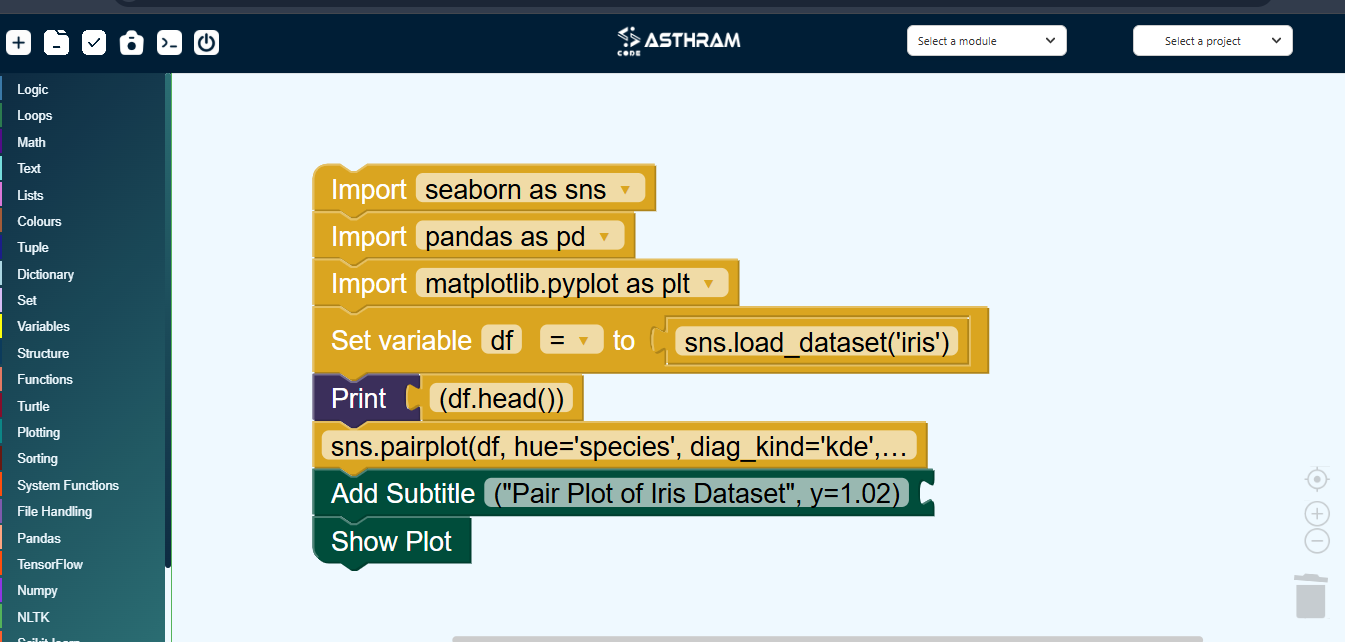 CODE ASTHRAM
Select a module
Select a project
Logic
Loops
Math
Text
Lists
Colours
Tuple
Dictionary
Set
Variables
Structure
Functions
Turtle
Plotting
Sorting
System Functions
File Handling
Pandas
TensorFlow
Numpy
NLTK
Import seaborn as sns
Import pandas as pd
Import matplotlib.pyplot as plt
Set variable df = to sns.load_dataset('iris')
Print (df.head())
sns.pairplot(df, hue='species', diag_kind='kde',…
Add Subtitle ("Pair Plot of Iris Dataset", y=1.02)
Show Plot